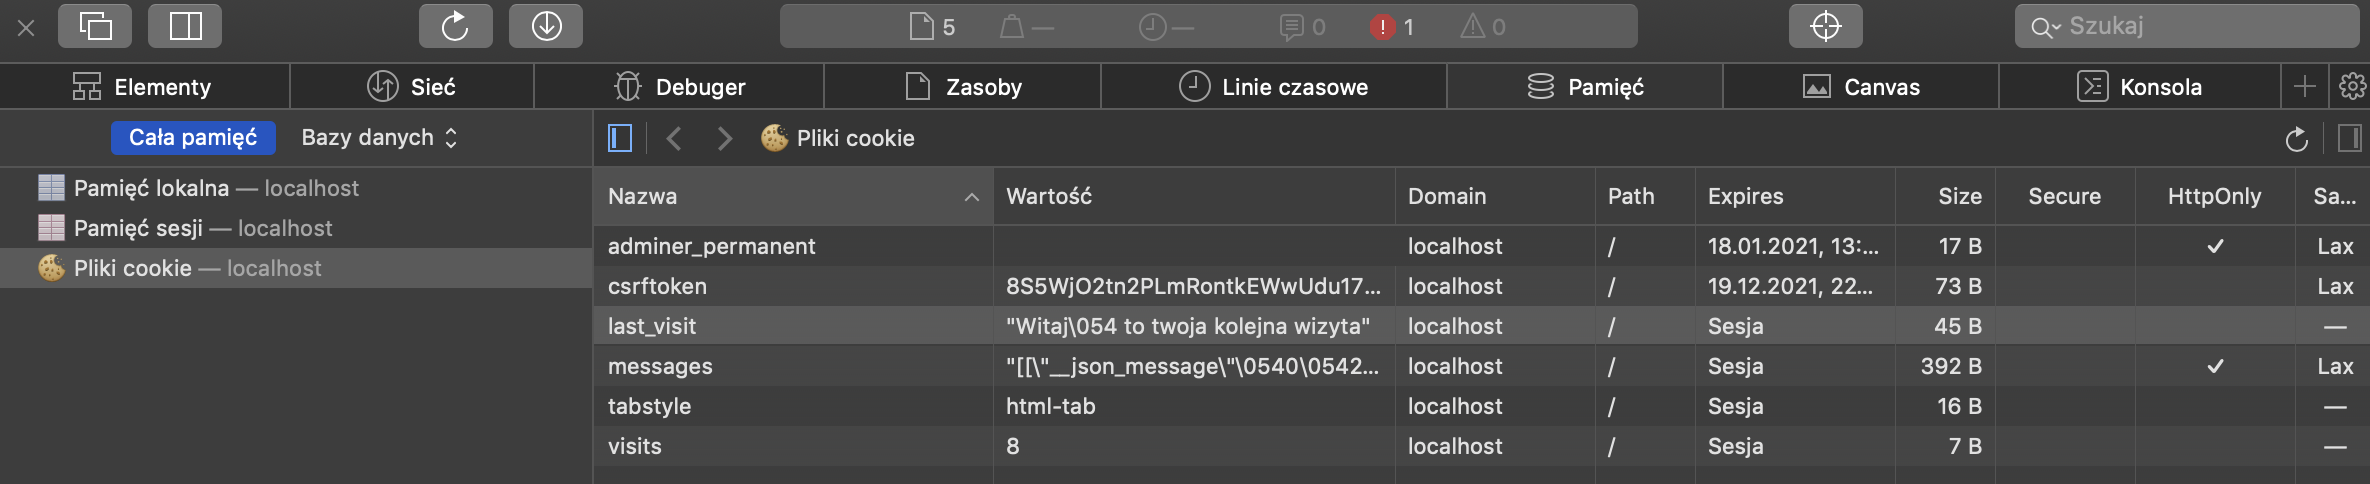 5 — — 0 1 0 Szukaj
Elementy Sieć Debuger Zasoby Linie czasowe Pamięć Canvas Konsola
Cała pamięć Bazy danych Pliki cookie
Pamięć lokalna — localhost
Pamięć sesji — localhost
Pliki cookie — localhost
Nazwa Wartość Domain Path Expires Size Secure HttpOnly Sa...
adminer_permanent localhost / 18.01.2021, 13:... 17 B ✓ Lax
csrftoken 8S5WjO2tn2PLmRontkEWwUdu17... localhost / 19.12.2021, 22... 73 B Lax
last_visit "Witaj\054 to twoja kolejna wizyta" localhost / Sesja 45 B —
messages "[[\"__json_message\"\0540\0542... localhost / Sesja 392 B ✓ Lax
tabstyle html-tab localhost / Sesja 16 B —
visits 8 localhost / Sesja 7 B —